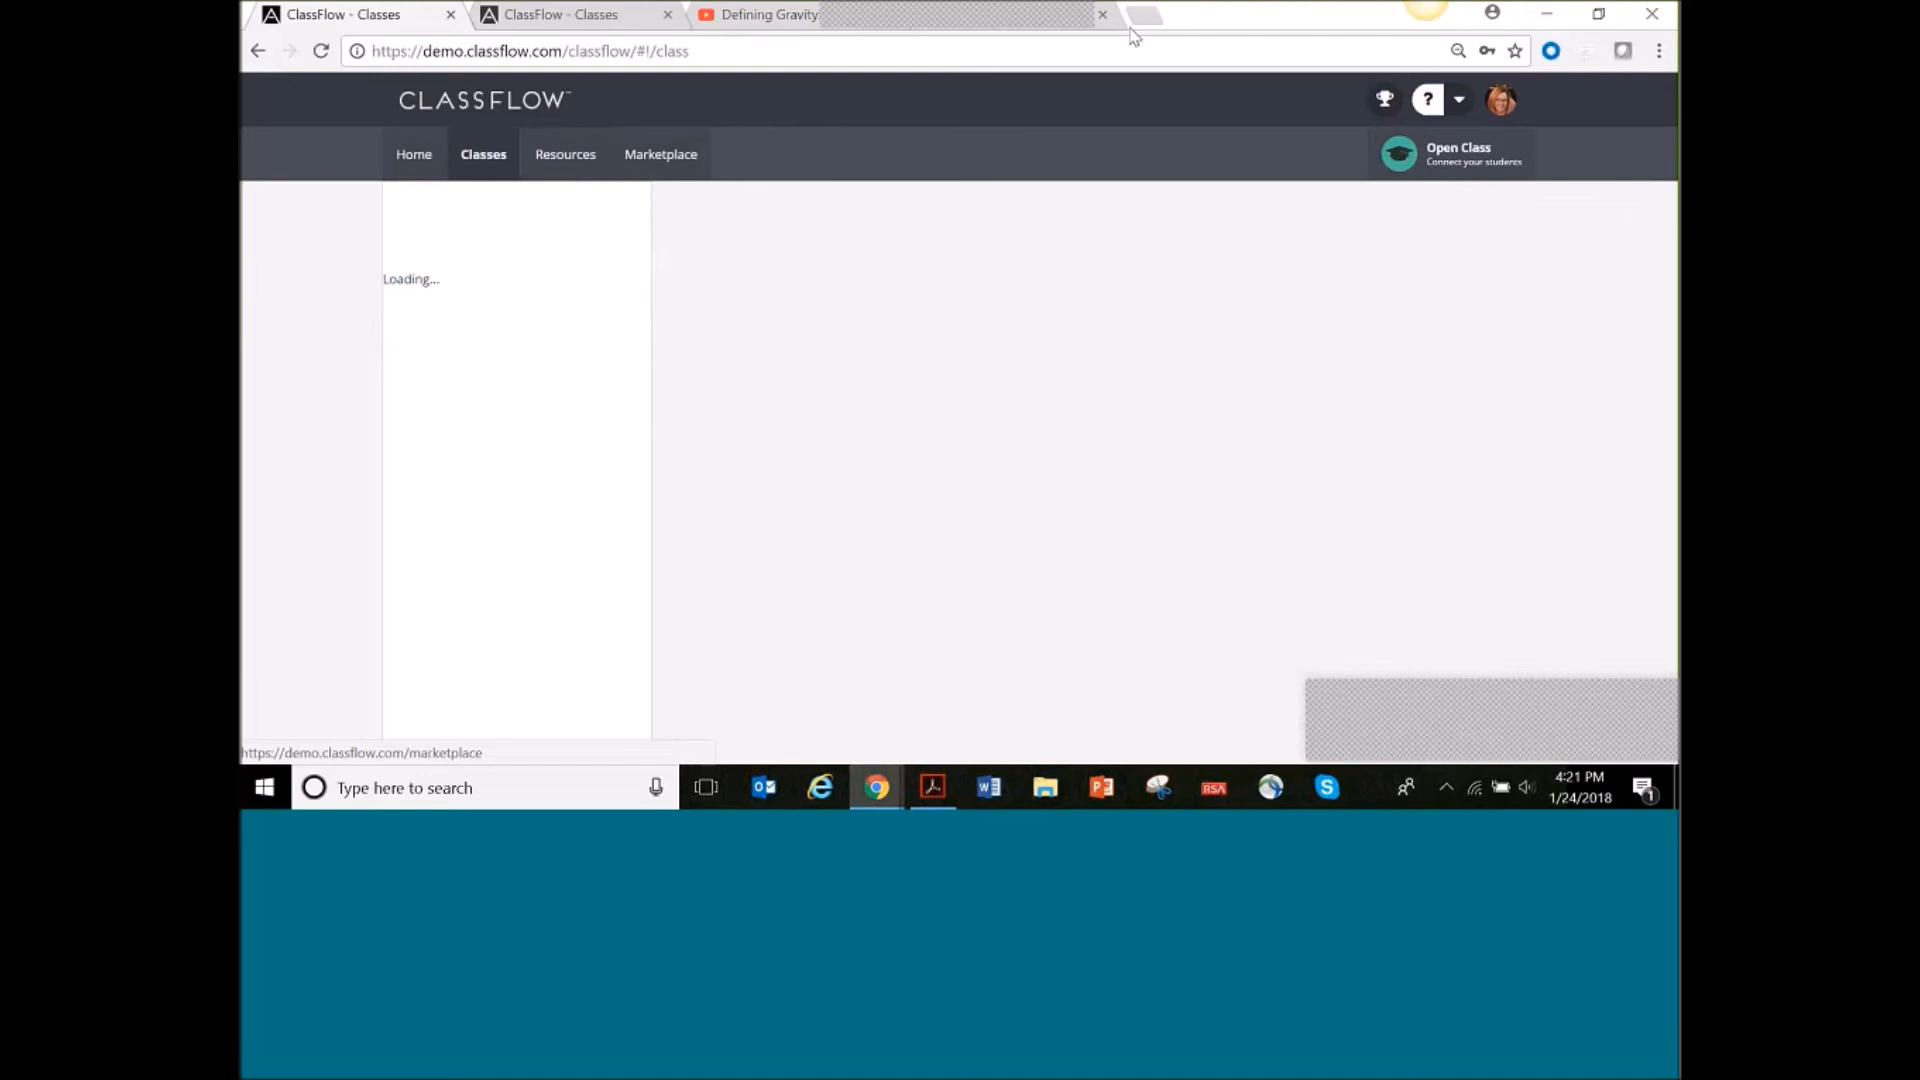 ClassFlow - Classes
ClassFlow - Classes
Defining Gravity:
https://demo.classflow.com/classflow/#!/class
CLASSFLOW
?
Home
Classes
Resources
Marketplace
Open Class
Connect your students
Loading...
https://demo.classflow.com/marketplace
Type here to search
RSA
4:21 PM
1/24/2018
1